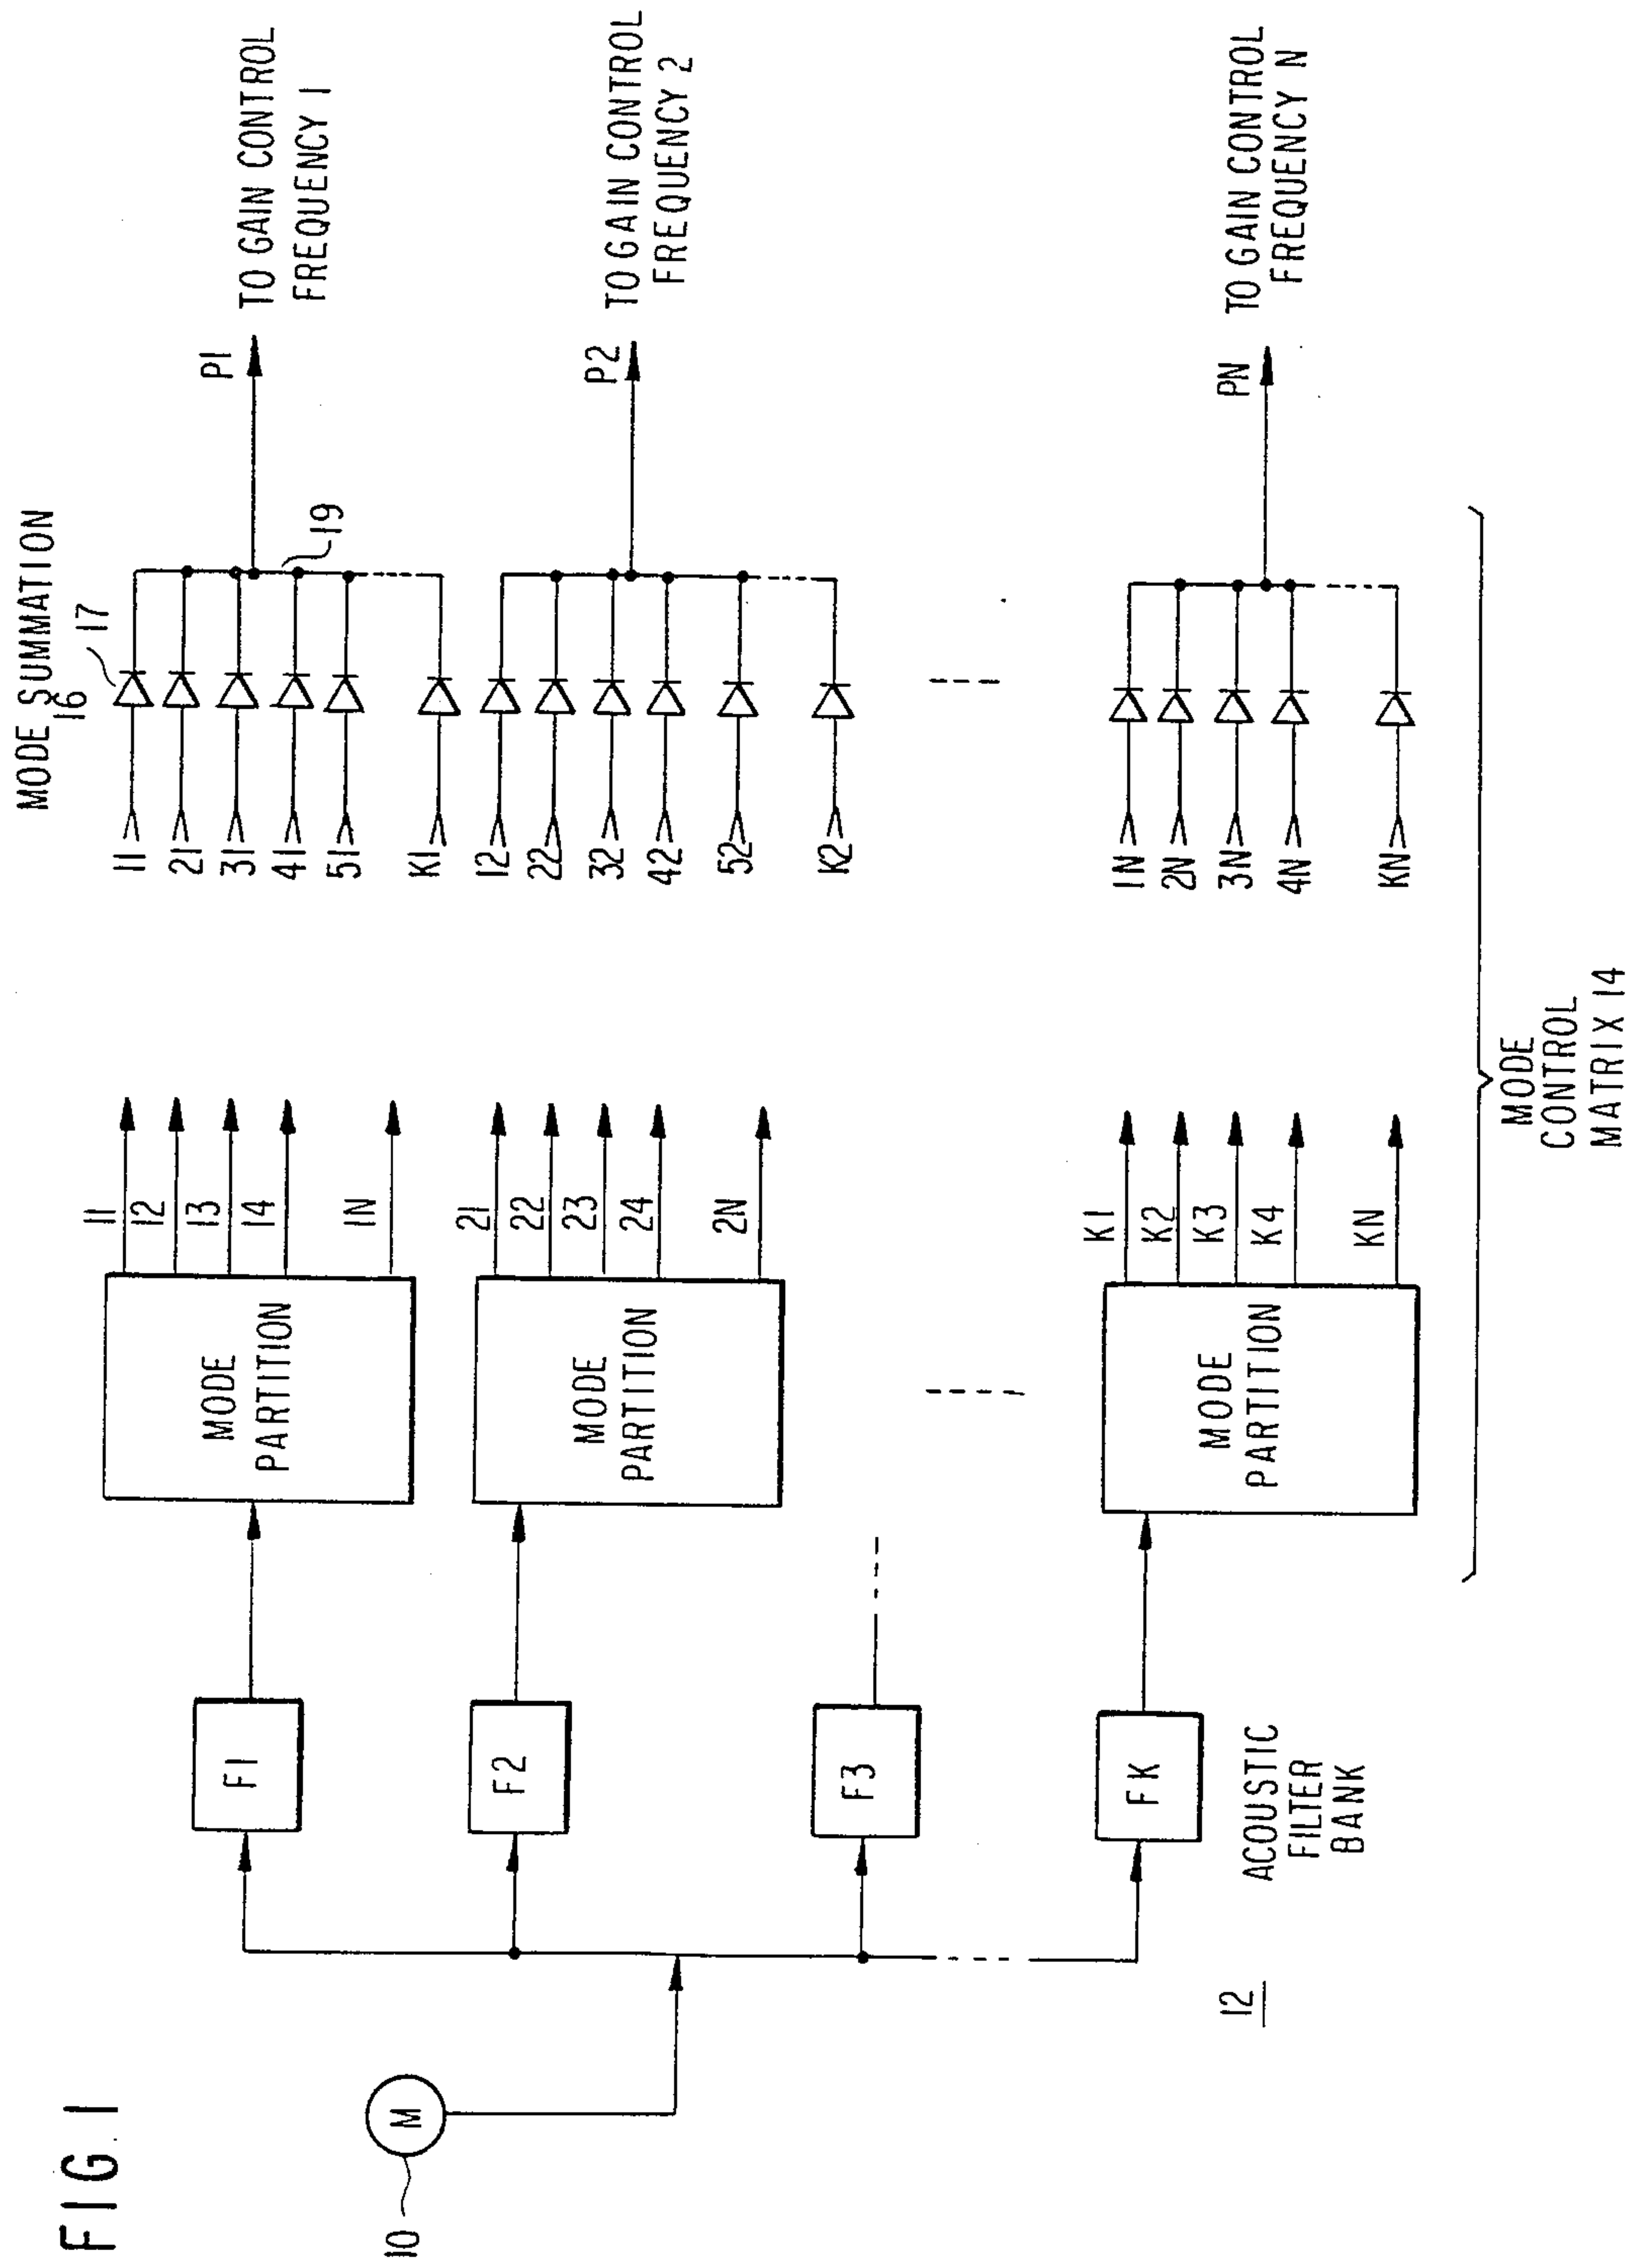 FIG. 1
10
M
12
F1
F2
F3
FK
ACOUSTIC
FILTER
BANK
MODE
PARTITION
11
12
13
14
1N
MODE
PARTITION
21
22
23
24
2N
MODE
PARTITION
K1
K2
K3
K4
KN
MODE
CONTROL
MATRIX 14
MODE SUMMATION
16
17
19
11
21
31
41
51
K1
12
22
32
42
52
K2
1N
2N
3N
4N
KN
P1
TO GAIN CONTROL
FREQUENCY 1
P2
TO GAIN CONTROL
FREQUENCY 2
PN
TO GAIN CONTROL
FREQUENCY N